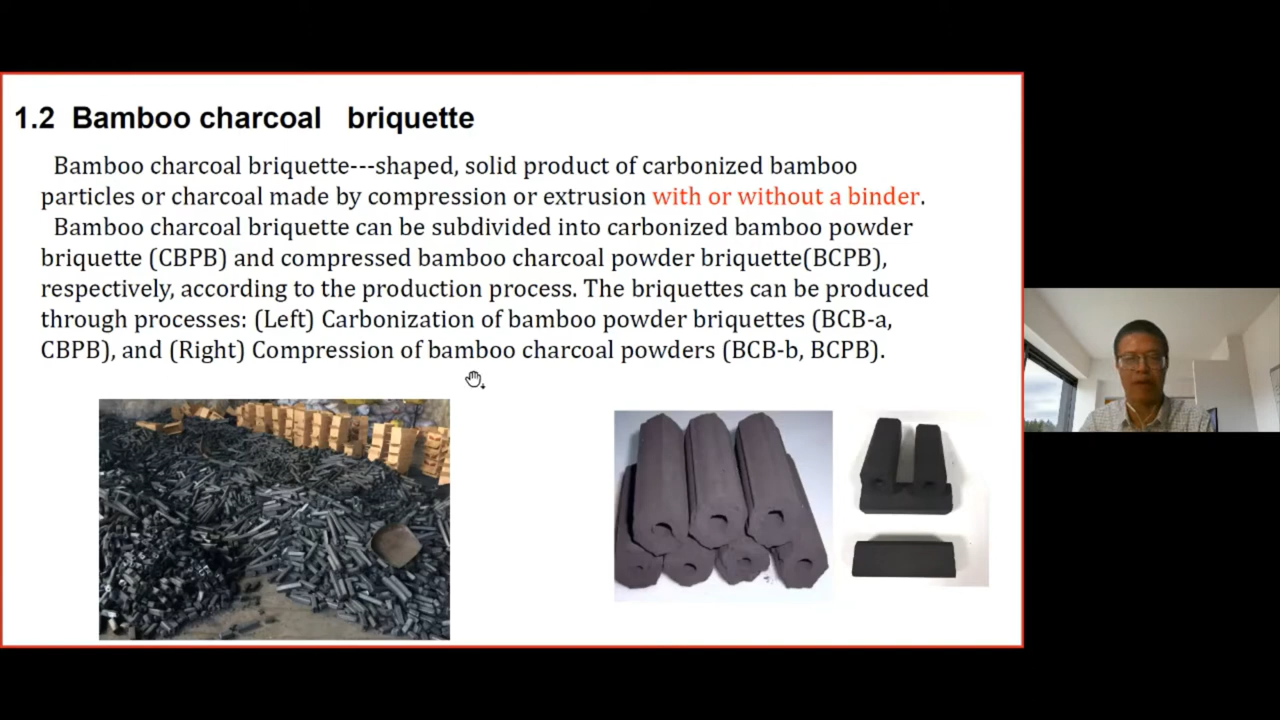 1.2 Bamboo charcoal briquette
Bamboo charcoal briquette---shaped, solid product of carbonized bamboo
particles or charcoal made by compression or extrusion with or without a binder.
Bamboo charcoal briquette can be subdivided into carbonized bamboo powder
briquette (CBPB) and compressed bamboo charcoal powder briquette(BCPB),
respectively, according to the production process. The briquettes can be produced
through processes: (Left) Carbonization of bamboo powder briquettes (BCB-a,
CBPB), and (Right) Compression of bamboo charcoal powders (BCB-b, BCPB).